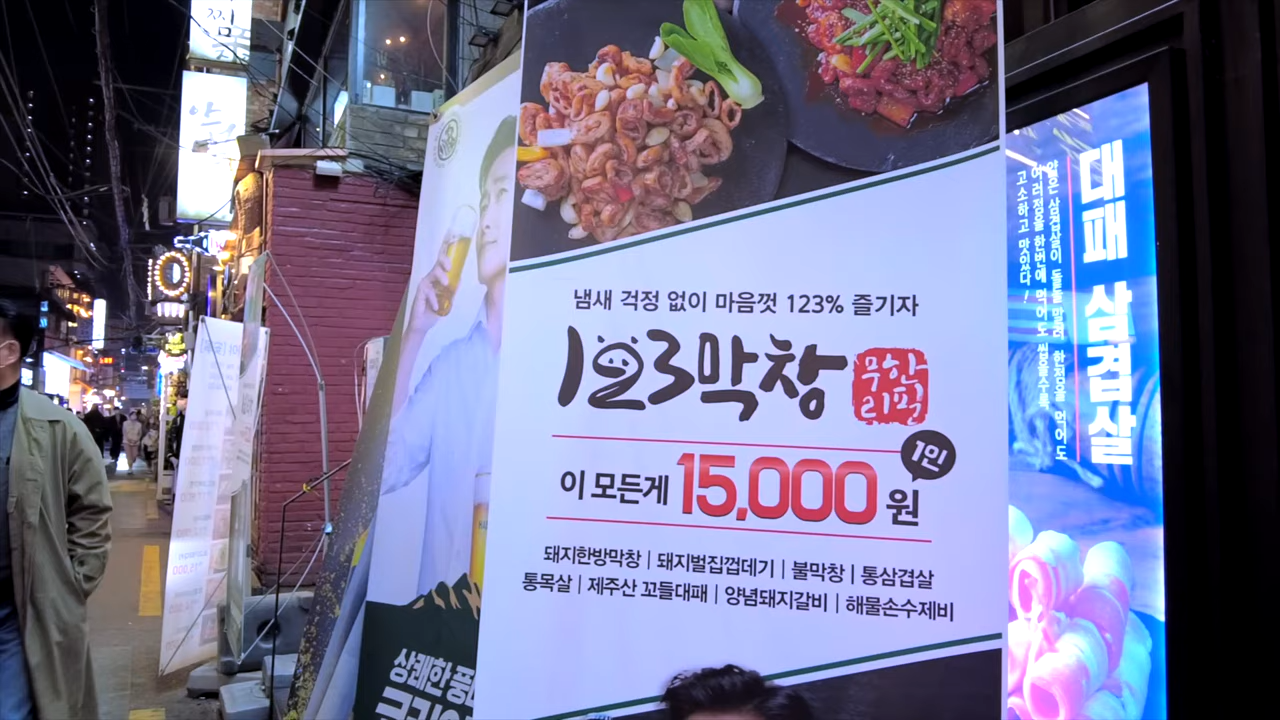 냄새 걱정 없이 마음껏 123% 즐기자
123막창
무한
리픽
1인
이 모든게 15,000 원
돼지한방막창 | 돼지벌집껍데기 | 불막창 | 통삼겹살
통목살 | 제주산 꼬들대패 | 양념돼지갈비 | 해물손수제비
대패 삼겹살
얇은 삼겹살이 돌돌 말려 한점을 먹어도
여러점을 한번에 먹어도 씹을수록
고소하고 맛있다!
상쾌한 풍